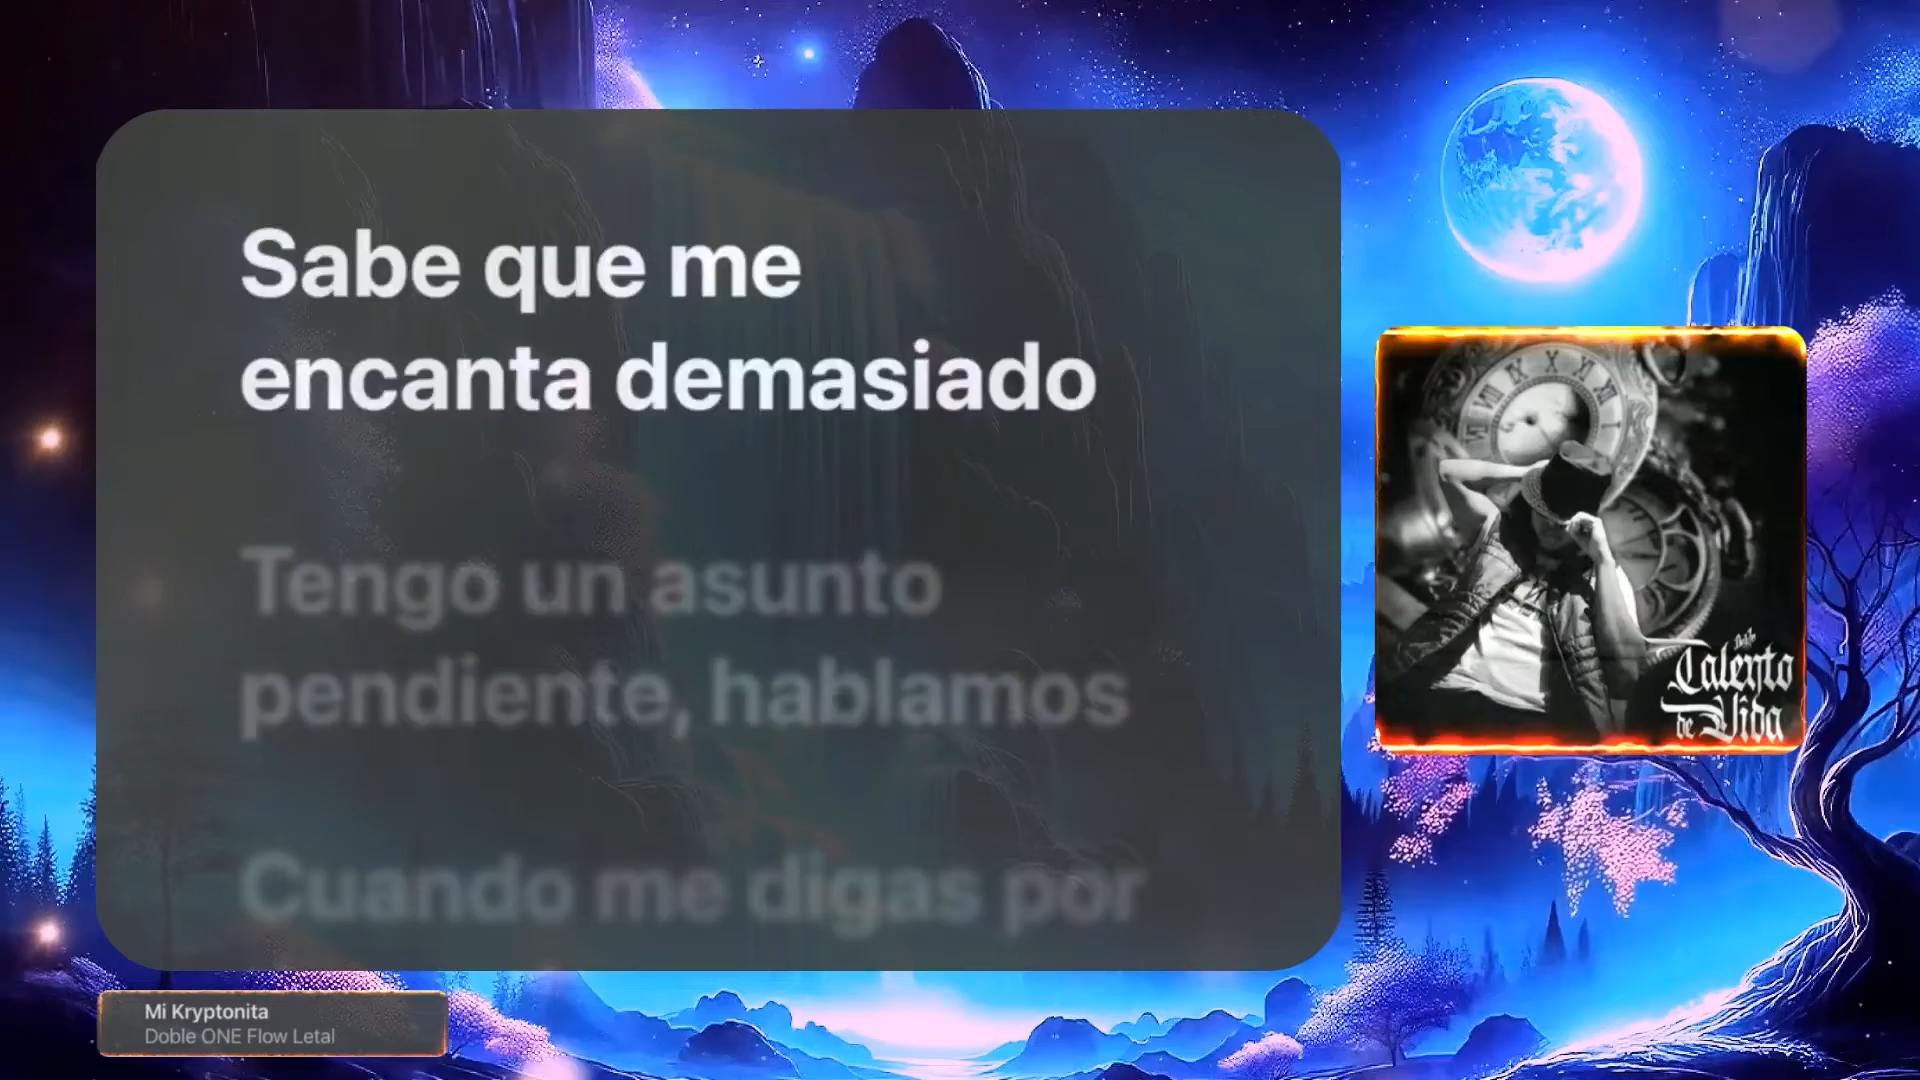 Sabe que me
encanta demasiado
Tengo un asunto
pendiente, hablamos
Cuando me digas por
Talento
de Vida
Mi Kryptonita
Doble ONE Flow Letal